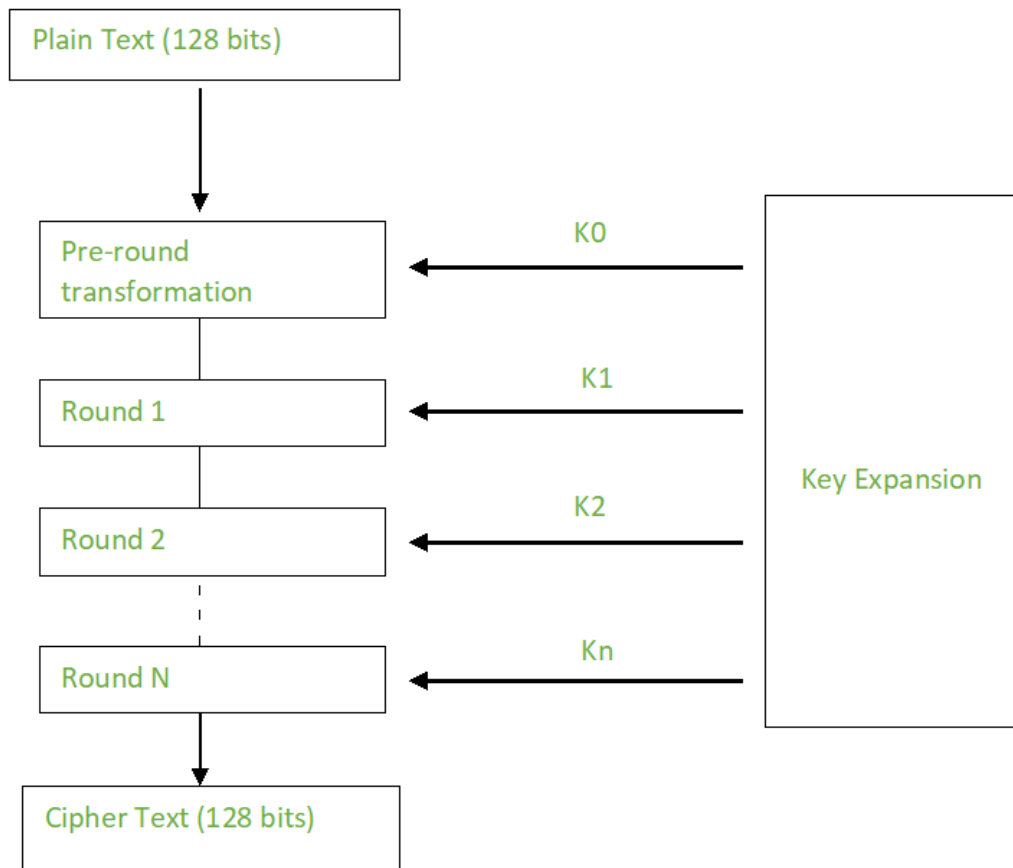 Plain Text (128 bits)
Pre-round
transformation
K0
Round 1
K1
Key Expansion
Round 2
K2
Round N
Kn
Cipher Text (128 bits)